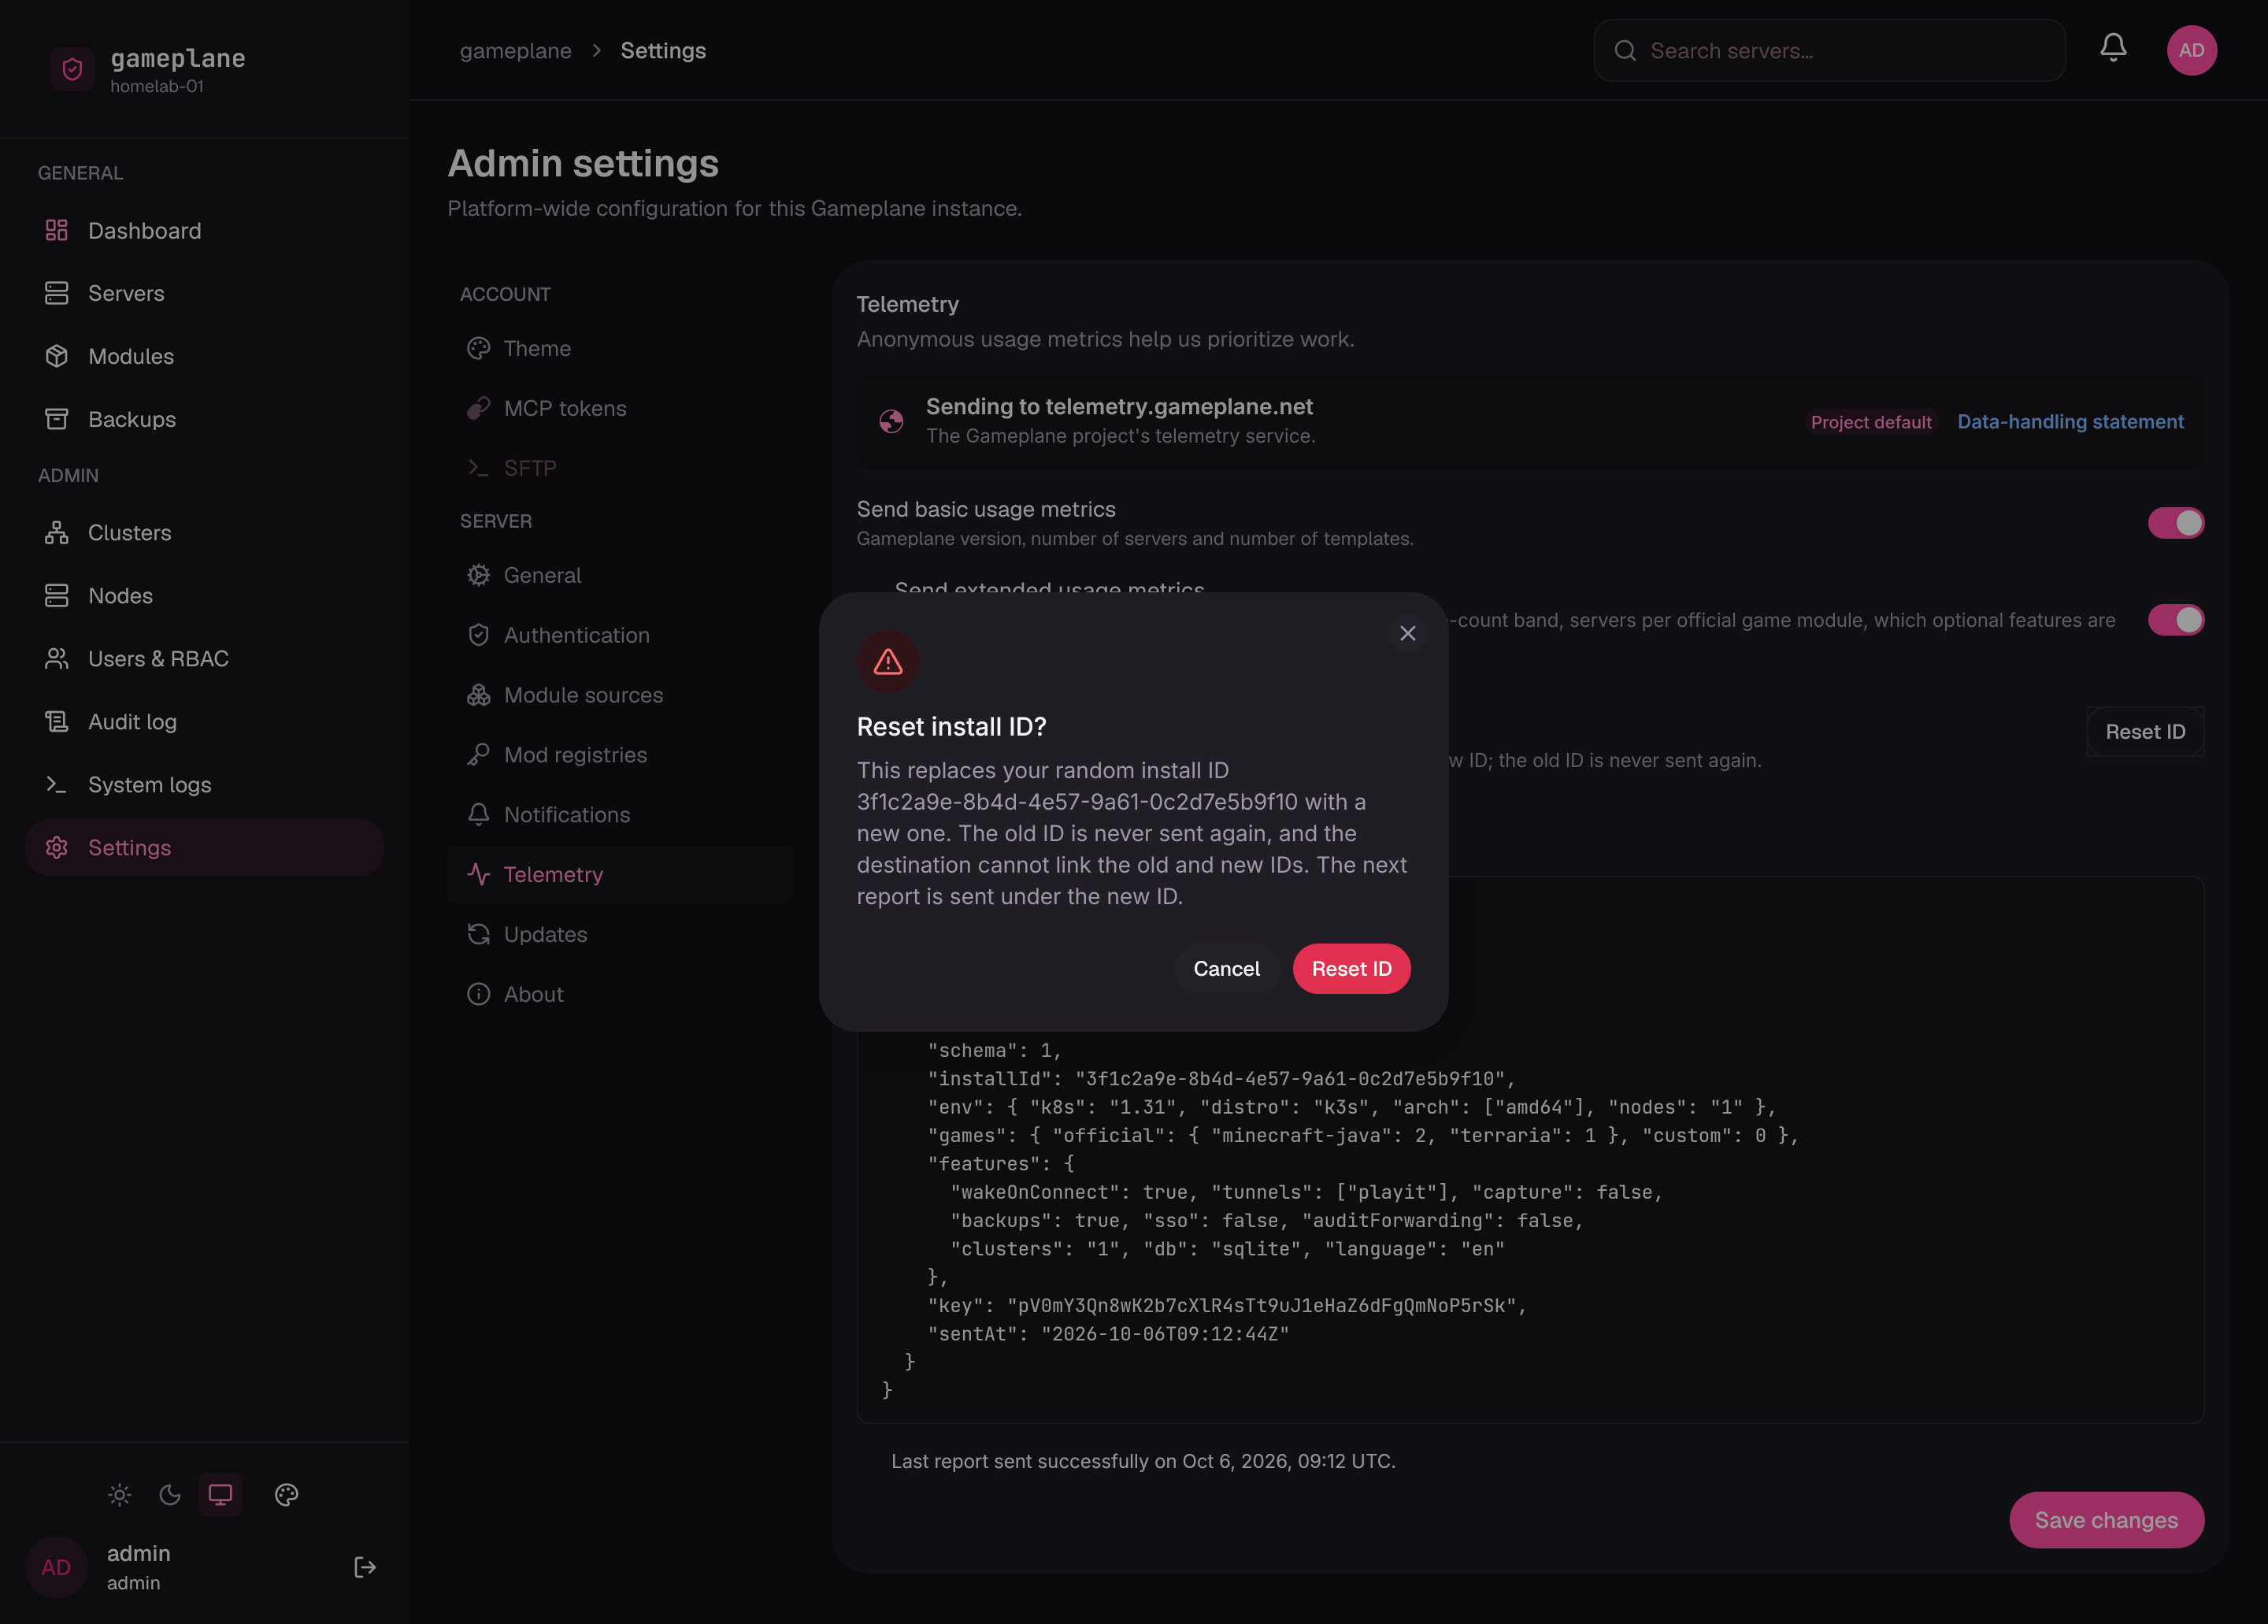 gameplane
homelab-01
GENERAL
Dashboard
Servers
Modules
Backups
ADMIN
Clusters
Nodes
Users & RBAC
Audit log
System logs
Settings
AD
admin
admin
gameplane > Settings
Search servers...
AD
Admin settings
Platform-wide configuration for this Gameplane instance.
ACCOUNT
Theme
MCP tokens
SFTP
SERVER
General
Authentication
Module sources
Mod registries
Notifications
Telemetry
Updates
About
Telemetry
Anonymous usage metrics help us prioritize work.
Sending to telemetry.gameplane.net
The Gameplane project's telemetry service.
Project default
Data-handling statement
Send basic usage metrics
Gameplane version, number of servers and number of templates.
Send extended usage metrics
-count band, servers per official game module, which optional features are
Reset ID
ID; the old ID is never sent again.
Reset install ID?
This replaces your random install ID
3f1c2a9e-8b4d-4e57-9a61-0c2d7e5b9f10 with a
new one. The old ID is never sent again, and the
destination cannot link the old and new IDs. The next
report is sent under the new ID.
Cancel
Reset ID
"schema": 1,
"installId": "3f1c2a9e-8b4d-4e57-9a61-0c2d7e5b9f10",
"env": { "k8s": "1.31", "distro": "k3s", "arch": ["amd64"], "nodes": "1" },
"games": { "official": { "minecraft-java": 2, "terraria": 1 }, "custom": 0 },
"features": {
"wakeOnConnect": true, "tunnels": ["playit"], "capture": false,
"backups": true, "sso": false, "auditForwarding": false,
"clusters": "1", "db": "sqlite", "language": "en"
},
"key": "pV0mY3Qn8wK2b7cXlR4sTt9uJ1eHaZ6dFgQmNoP5rSk",
"sentAt": "2026-10-06T09:12:44Z"
}
}
Last report sent successfully on Oct 6, 2026, 09:12 UTC.
Save changes